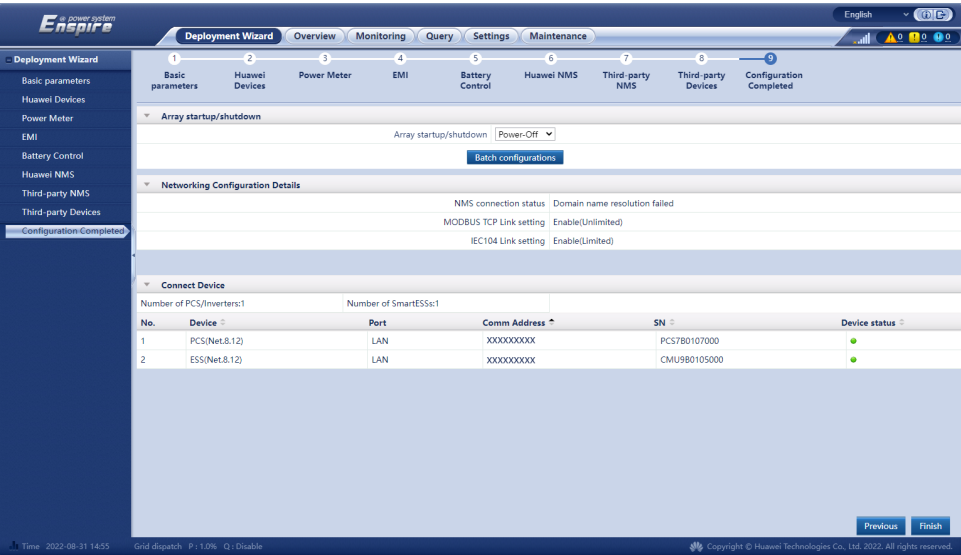 @ power system
Enspire
English
Deployment Wizard Overview Monitoring Query Settings Maintenance
0 0 0
Deployment Wizard
Basic parameters
Huawei Devices
Power Meter
EMI
Battery Control
Huawei NMS
Third-party NMS
Third-party Devices
Configuration Completed
1 2 3 4 5 6 7 8 9
Basic parameters
Huawei Devices
Power Meter
EMI
Battery Control
Huawei NMS
Third-party NMS
Third-party Devices
Configuration Completed
Array startup/shutdown
Array startup/shutdown Power-Off
Batch configurations
Networking Configuration Details
NMS connection status Domain name resolution failed
MODBUS TCP Link setting Enable(Unlimited)
IEC104 Link setting Enable(Limited)
Connect Device
Number of PCS/Inverters:1 Number of SmartESSs:1
No. Device Port Comm Address SN Device status
1 PCS(Net.8.12) LAN XXXXXXXXX PCS7B0107000
2 ESS(Net.8.12) LAN XXXXXXXXX CMU9B0105000
Previous Finish
Time 2022-08-31 14:55 Grid dispatch P : 1.0% Q : Disable Copyright © Huawei Technologies Co., Ltd. 2022. All rights reserved.